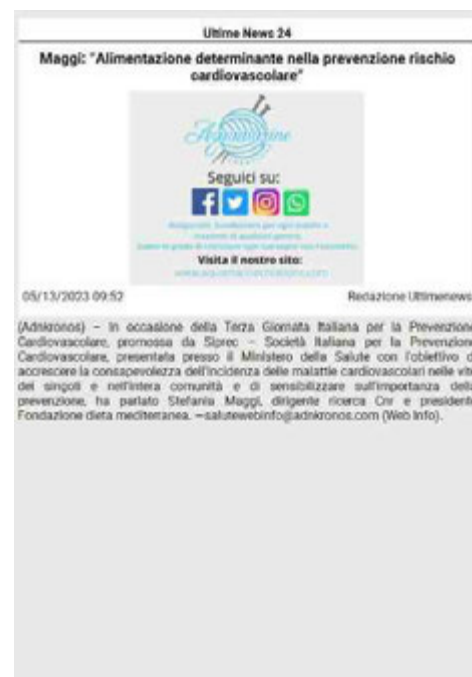 Ultime News 24
Maggi: "Alimentazione determinante nella prevenzione rischio
cardiovascolare"
Seguici su:
Visita il nostro sito:
05/13/2023 09:52
Redazione Ultimenews
(Adnkronos) – In occasione della Terza Giornata Italiana per la Prevenzione
Cardiovascolare, promossa da Siprec – Società Italiana per la Prevenzione
Cardiovascolare, presentata presso il Ministero della Salute con l'obiettivo d
accrescere la consapevolezza dell'incidenza delle malattie cardiovascolari nelle vite
dei singoli e nell'intera comunità e di sensibilizzare sull'importanza della
prevenzione, ha parlato Stefania Maggi, dirigente ricerca Cnr e presidente
Fondazione dieta mediterranea. —salutewebinfo@adnkronos.com (Web Info).